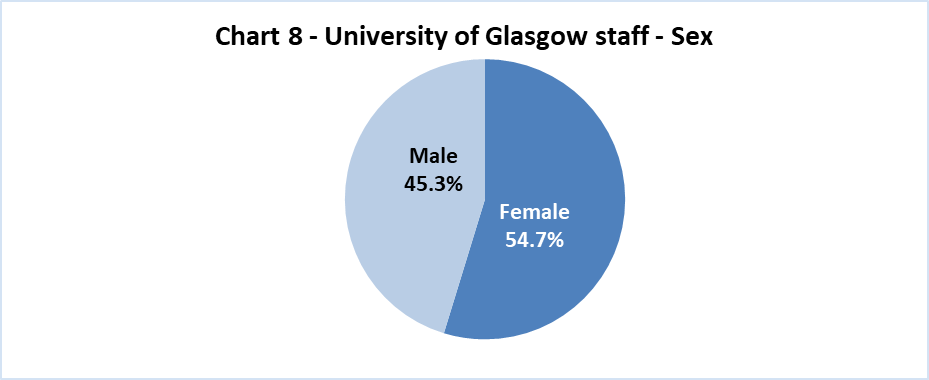 Chart 8 - University of Glasgow staff - Sex
Male
45.3%
Female
54.7%